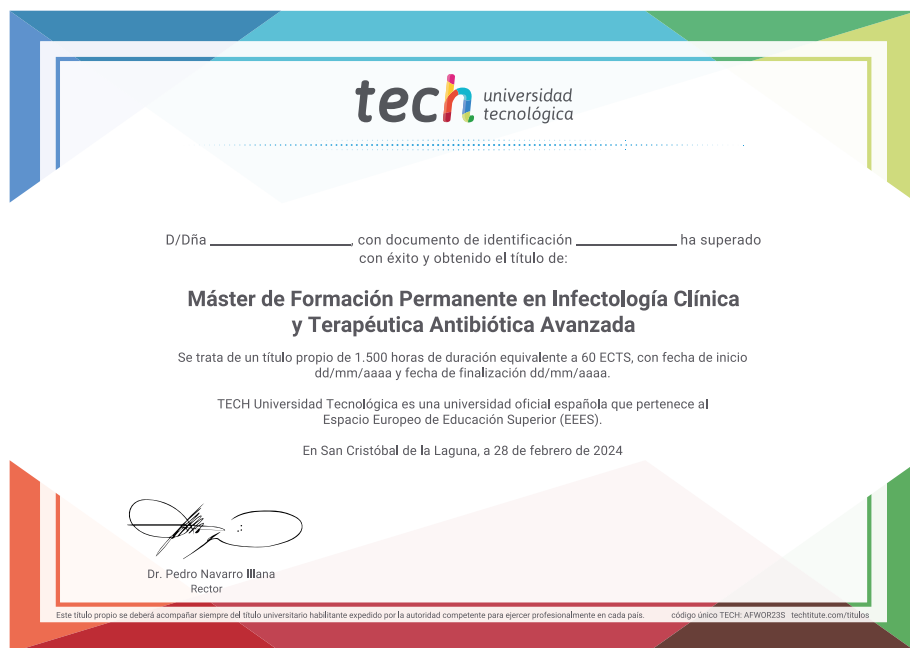 tech universidad
tecnológica
D/Dña ____________________, con documento de identificación ______________ ha superado
con éxito y obtenido el título de:
Máster de Formación Permanente en Infectología Clínica
y Terapéutica Antibiótica Avanzada
Se trata de un título propio de 1.500 horas de duración equivalente a 60 ECTS, con fecha de inicio
dd/mm/aaaa y fecha de finalización dd/mm/aaaa.
TECH Universidad Tecnológica es una universidad oficial española que pertenece al
Espacio Europeo de Educación Superior (EEES).
En San Cristóbal de la Laguna, a 28 de febrero de 2024
Dr. Pedro Navarro Illana
Rector
Este título propio se deberá acompañar siempre del título universitario habilitante expedido por la autoridad competente para ejercer profesionalmente en cada país. código único TECH: AFWOR23S techtitute.com/titulos